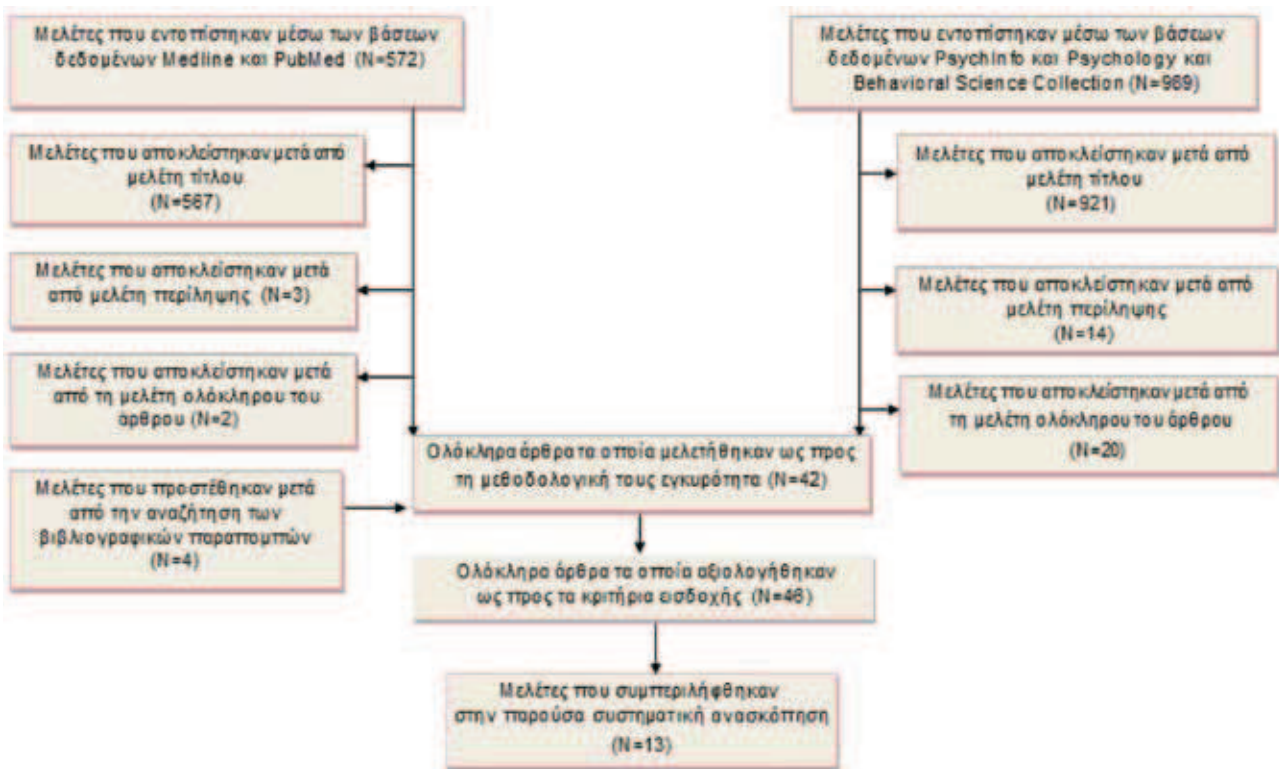 Μελέτες που εντοπίστηκαν μέσω των βάσεων
δεδομένων Medline και PubMed (N=572)
Μελέτες που εντοπίστηκαν μέσω των βάσεων
δεδομένων PsychInfo και Psychology και
Behavioral Science Collection (N=969)
Μελέτες που αποκλείστηκαν μετά από
μελέτη τίτλου
(N=567)
Μελέτες που αποκλείστηκαν μετά από
μελέτη τίτλου
(N=921)
Μελέτες που αποκλείστηκαν μετά
από μελέτη περίληψης (N=3)
Μελέτες που αποκλείστηκαν μετά από
μελέτη περίληψης
(N=14)
Μελέτες που αποκλείστηκαν μετά
από τη μελέτη ολόκληρου του
άρθρου (N=2)
Μελέτες που αποκλείστηκαν μετά από
τη μελέτη ολόκληρου του άρθρου
(N=20)
Ολόκληρα άρθρα τα οποία μελετήθηκαν ως προς
τη μεθοδολογική τους εγκυρότητα (N=42)
Μελέτες που προστέθηκαν μετά
από την αναζήτηση των
βιβλιογραφικών παραπομπών
(N=4)
Ολόκληρα άρθρα τα οποία αξιολογήθηκαν
ως προς τα κριτήρια εισδοχής (N=46)
Μελέτες που συμπεριλήφθηκαν
στην παρούσα συστηματική ανασκόπηση
(N=13)